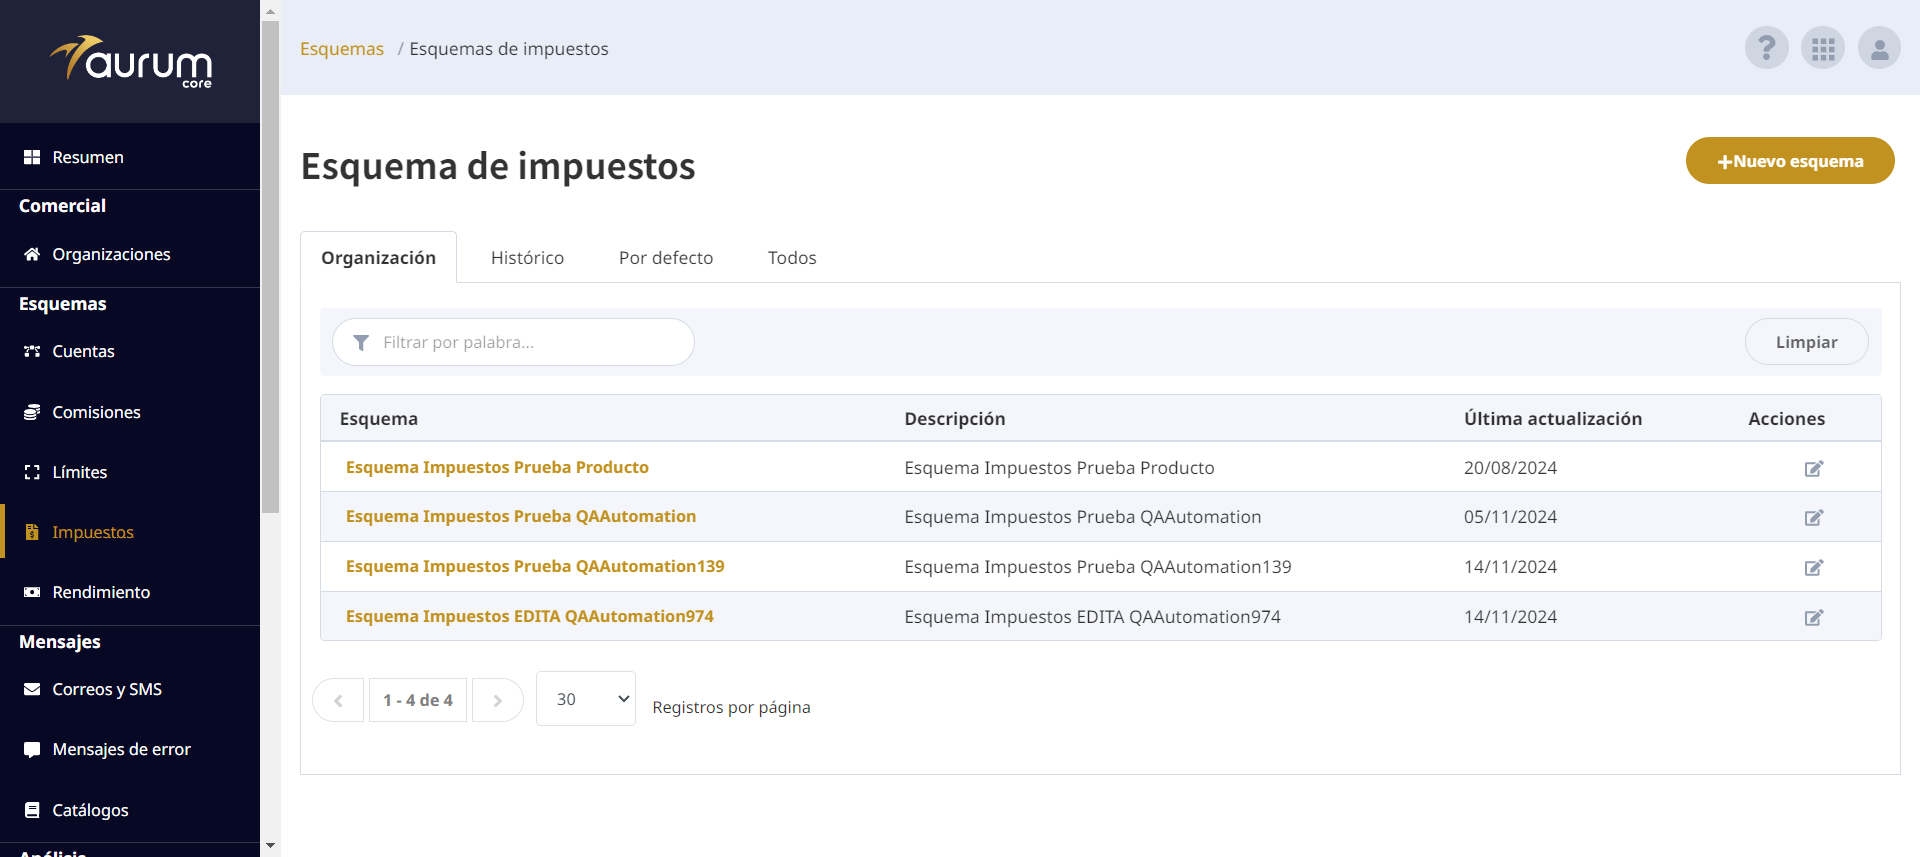 aurum
core
Resumen
Comercial
Organizaciones
Esquemas
Cuentas
Comisiones
Límites
Impuestos
Rendimiento
Mensajes
Correos y SMS
Mensajes de error
Catálogos
Análisis
Esquemas / Esquemas de impuestos
?
Esquema de impuestos
+Nuevo esquema
Organización Histórico Por defecto Todos
Filtrar por palabra... Limpiar
Esquema Descripción Última actualización Acciones
Esquema Impuestos Prueba Producto Esquema Impuestos Prueba Producto 20/08/2024
Esquema Impuestos Prueba QAAutomation Esquema Impuestos Prueba QAAutomation 05/11/2024
Esquema Impuestos Prueba QAAutomation139 Esquema Impuestos Prueba QAAutomation139 14/11/2024
Esquema Impuestos EDITA QAAutomation974 Esquema Impuestos EDITA QAAutomation974 14/11/2024
1 - 4 de 4 30 Registros por página